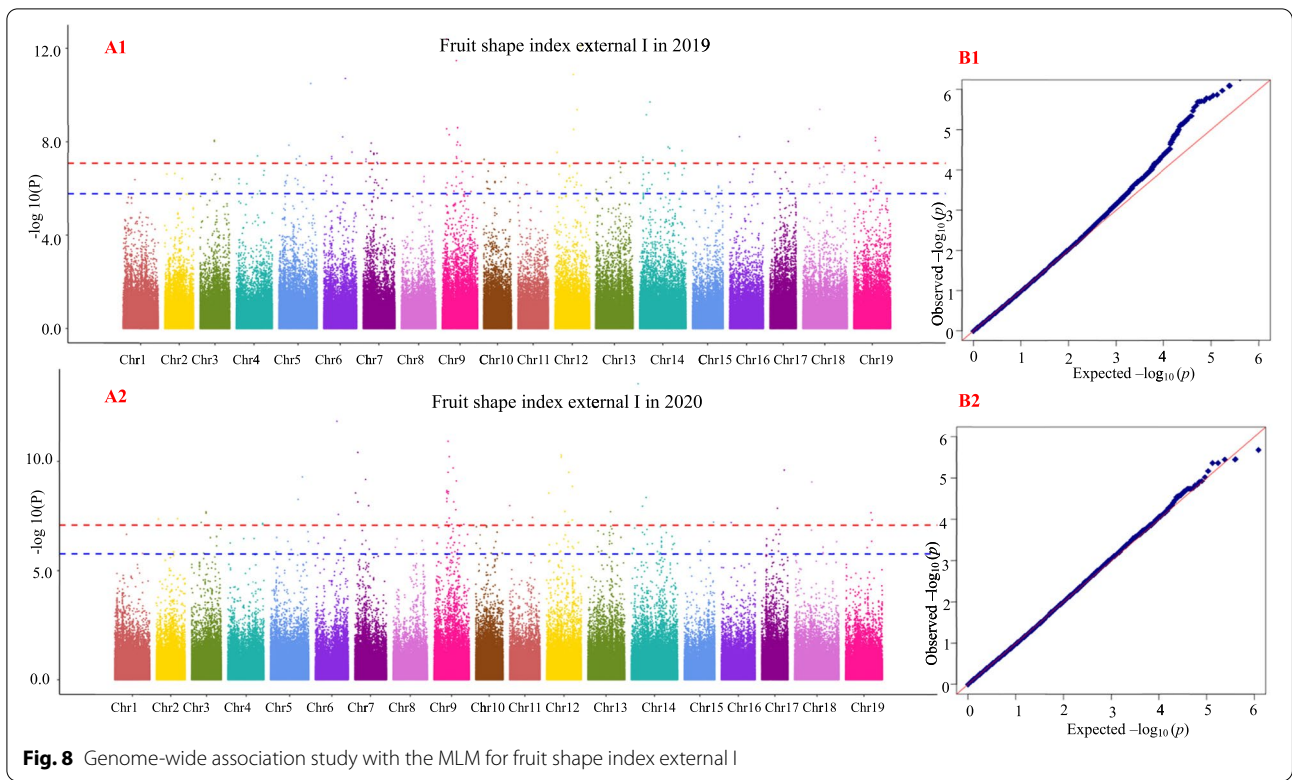 A1
Fruit shape index external I in 2019
B1
12.0
8.0
4.0
0.0
-log 10(P)
Chr1 Chr2 Chr3 Chr4 Chr5 Chr6 Chr7 Chr8 Chr9 Chr10 Chr11 Chr12 Chr13 Chr14 Chr15 Chr16 Chr17 Chr18 Chr19
6
5
4
3
2
1
0
Observed –log10(p)
0 1 2 3 4 5 6
Expected –log10 (p)
A2
Fruit shape index external I in 2020
B2
10.0
5.0
0.0
-log 10(P)
Chr1 Chr2 Chr3 Chr4 Chr5 Chr6 Chr7 Chr8 Chr9 Chr10 Chr11 Chr12 Chr13 Chr14 Chr15 Chr16 Chr17 Chr18 Chr19
6
5
4
3
2
1
0
Observed –log10(p)
0 1 2 3 4 5 6
Expected –log10 (p)
Fig. 8 Genome-wide association study with the MLM for fruit shape index external I